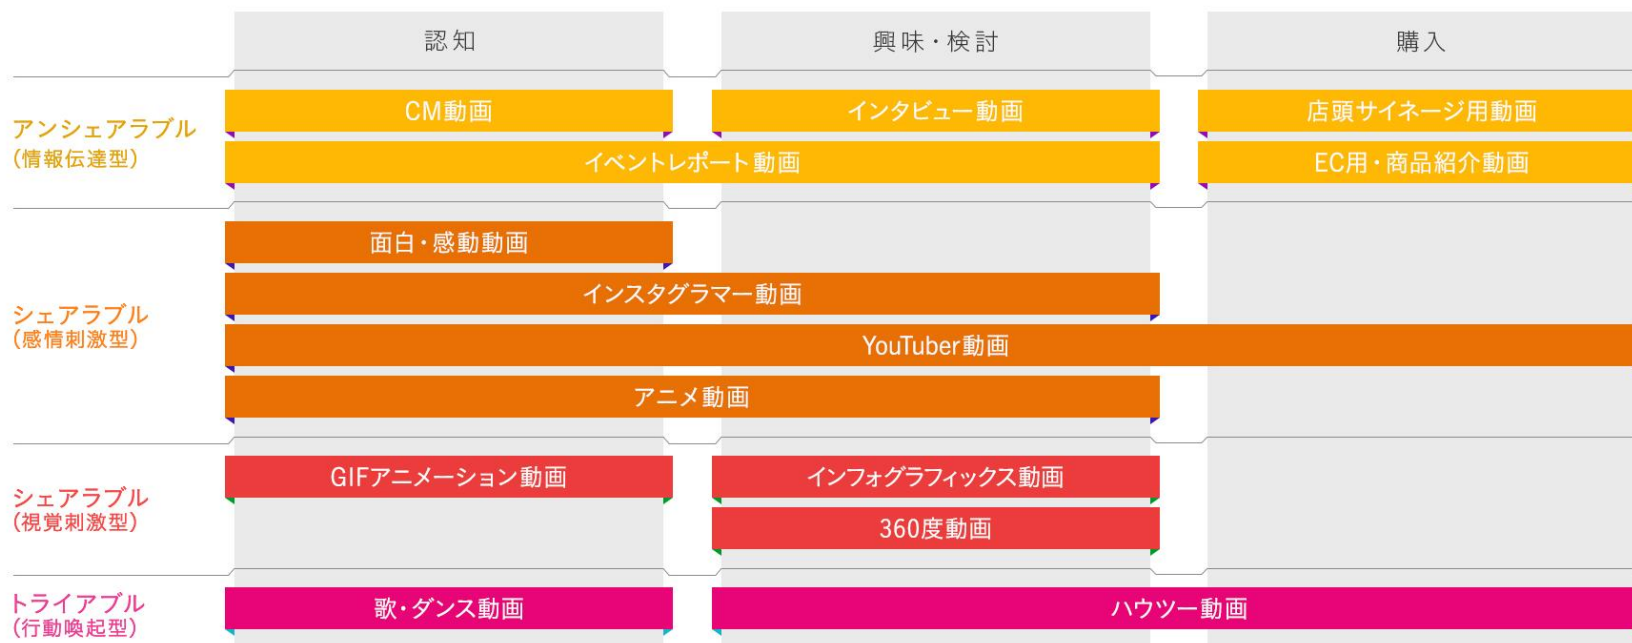 認知 興味・検討 購入
アンシェアラブル
(情報伝達型)
CM動画 インタビュー動画 店頭サイネージ用動画
イベントレポート動画 EC用・商品紹介動画
シェアラブル
(感情刺激型)
面白・感動動画
インスタグラマー動画
YouTuber動画
アニメ動画
シェアラブル
(視覚刺激型)
GIFアニメーション動画 インフォグラフィックス動画
360度動画
トライアブル
(行動喚起型)
歌・ダンス動画 ハウツー動画